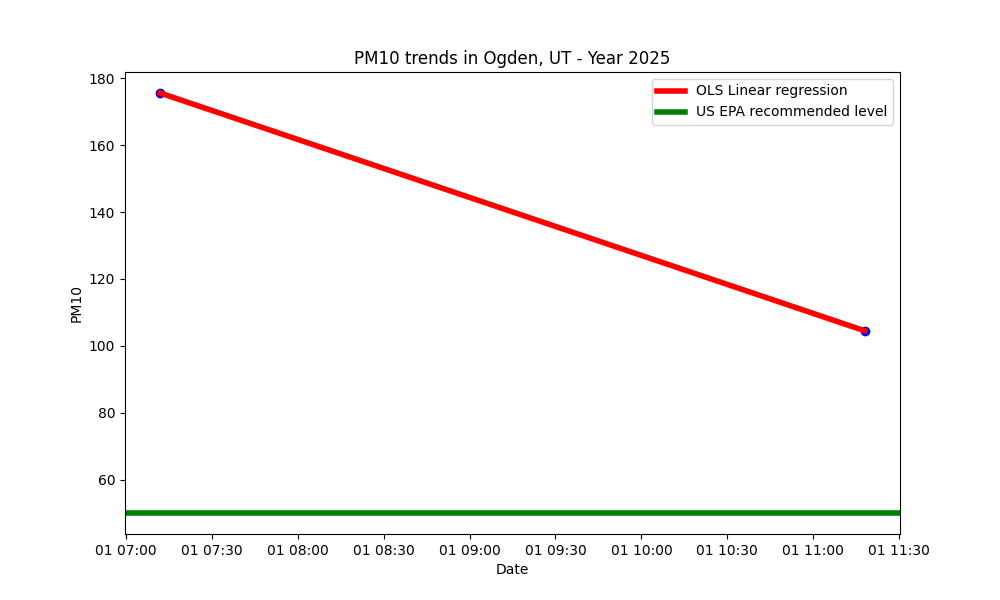 PM10 trends in Ogden, UT - Year 2025
OLS Linear regression
US EPA recommended level
180
160
140
120
100
80
60
PM10
01 07:00 01 07:30 01 08:00 01 08:30 01 09:00 01 09:30 01 10:00 01 10:30 01 11:00 01 11:30
Date